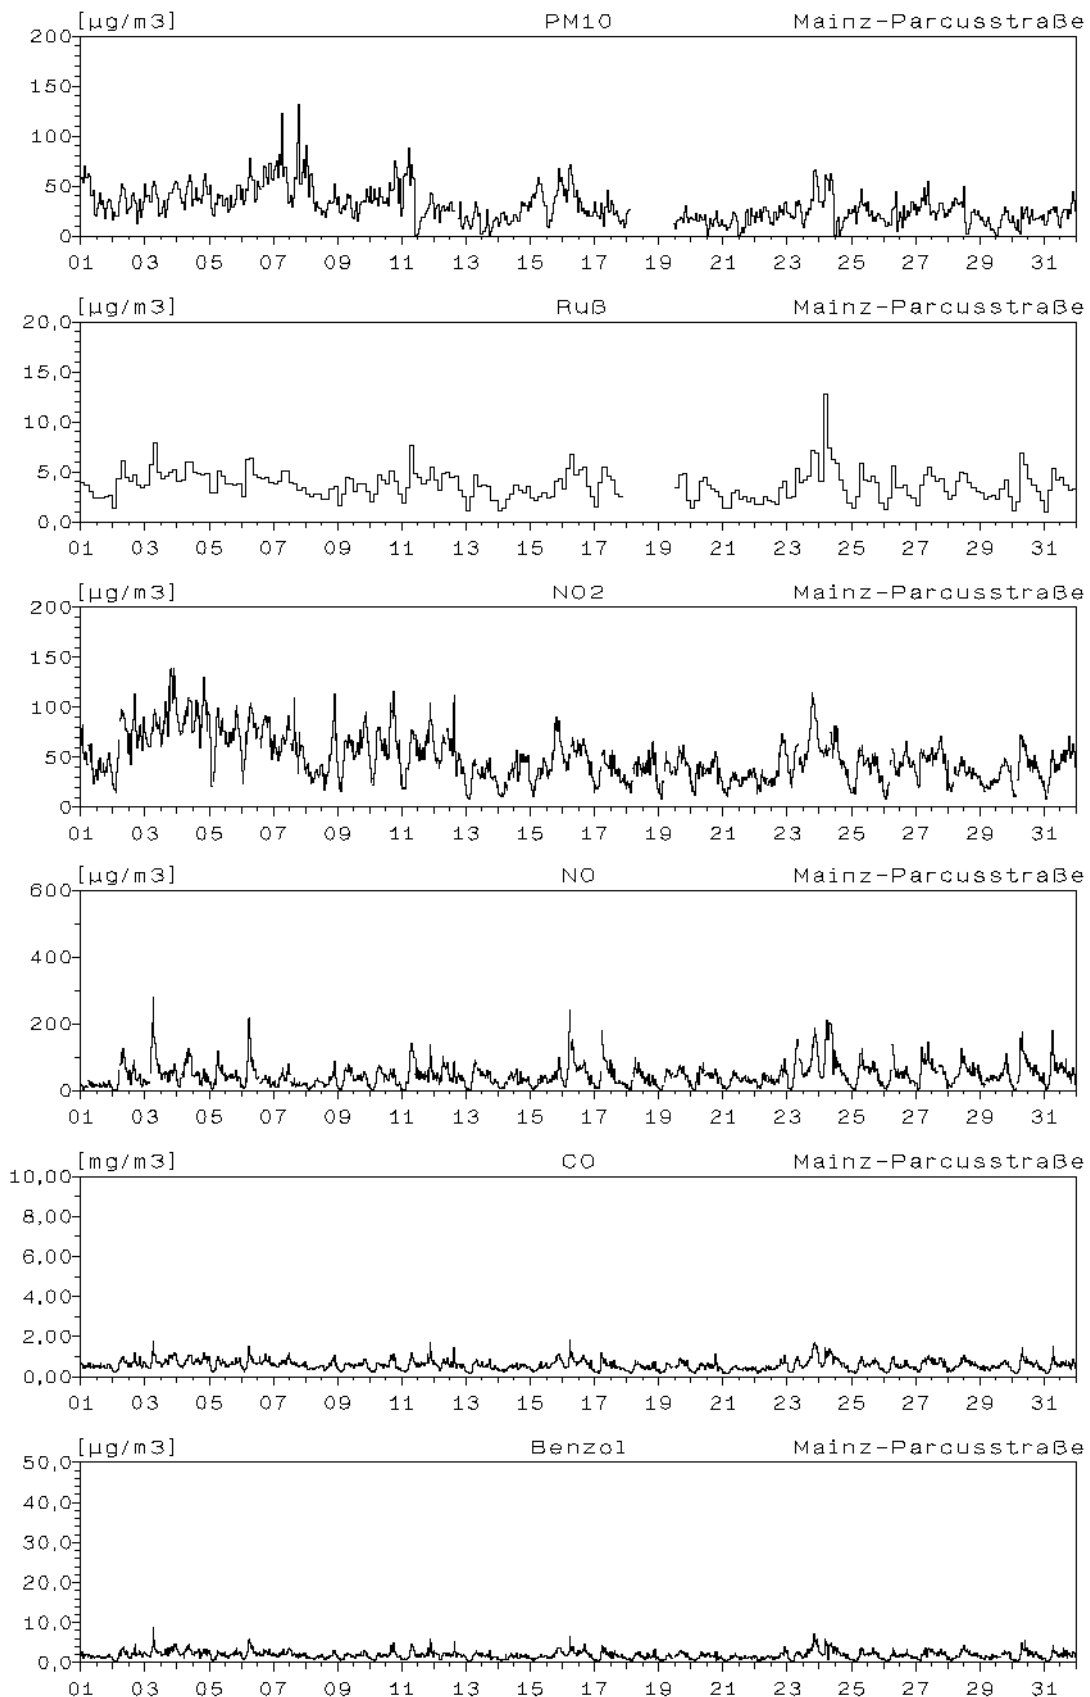 [µg/m3] PM10 Mainz-Parcusstraße
200
150
100
50
0
01 03 05 07 09 11 13 15 17 19 21 23 25 27 29 31
[µg/m3] Ruß Mainz-Parcusstraße
20,0
15,0
10,0
5,0
0,0
01 03 05 07 09 11 13 15 17 19 21 23 25 27 29 31
[µg/m3] NO2 Mainz-Parcusstraße
200
150
100
50
0
01 03 05 07 09 11 13 15 17 19 21 23 25 27 29 31
[µg/m3] NO Mainz-Parcusstraße
600
400
200
0
01 03 05 07 09 11 13 15 17 19 21 23 25 27 29 31
[mg/m3] CO Mainz-Parcusstraße
10,00
8,00
6,00
4,00
2,00
0,00
01 03 05 07 09 11 13 15 17 19 21 23 25 27 29 31
[µg/m3] Benzol Mainz-Parcusstraße
50,0
40,0
30,0
20,0
10,0
0,0
01 03 05 07 09 11 13 15 17 19 21 23 25 27 29 31